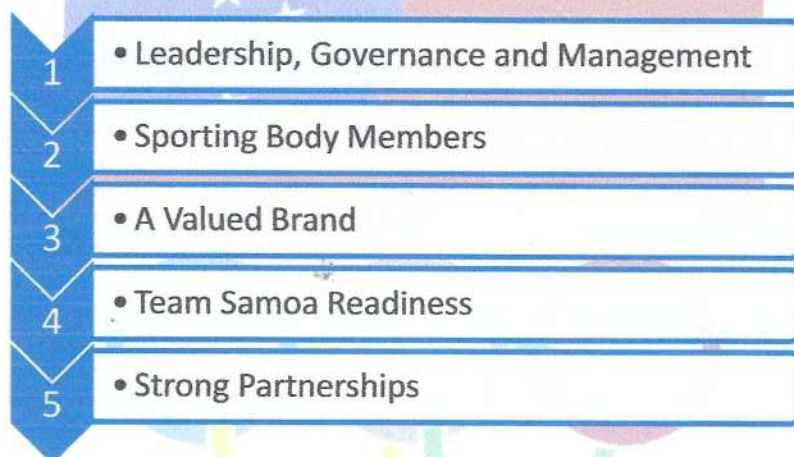 1 • Leadership, Governance and Management
2 • Sporting Body Members
3 • A Valued Brand
4 • Team Samoa Readiness
5 • Strong Partnerships